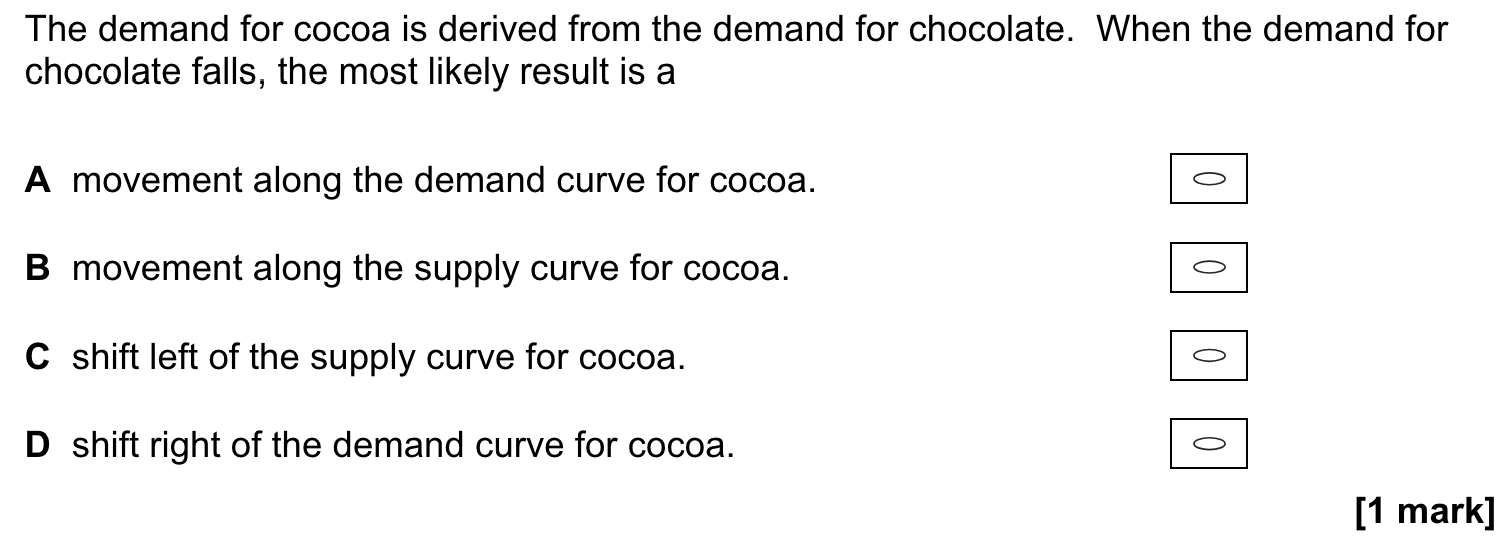 The demand for cocoa is derived from the demand for chocolate.  When the demand for
chocolate falls, the most likely result is a
A movement along the demand curve for cocoa.
B movement along the supply curve for cocoa.
C shift left of the supply curve for cocoa.
D shift right of the demand curve for cocoa.
[1 mark]